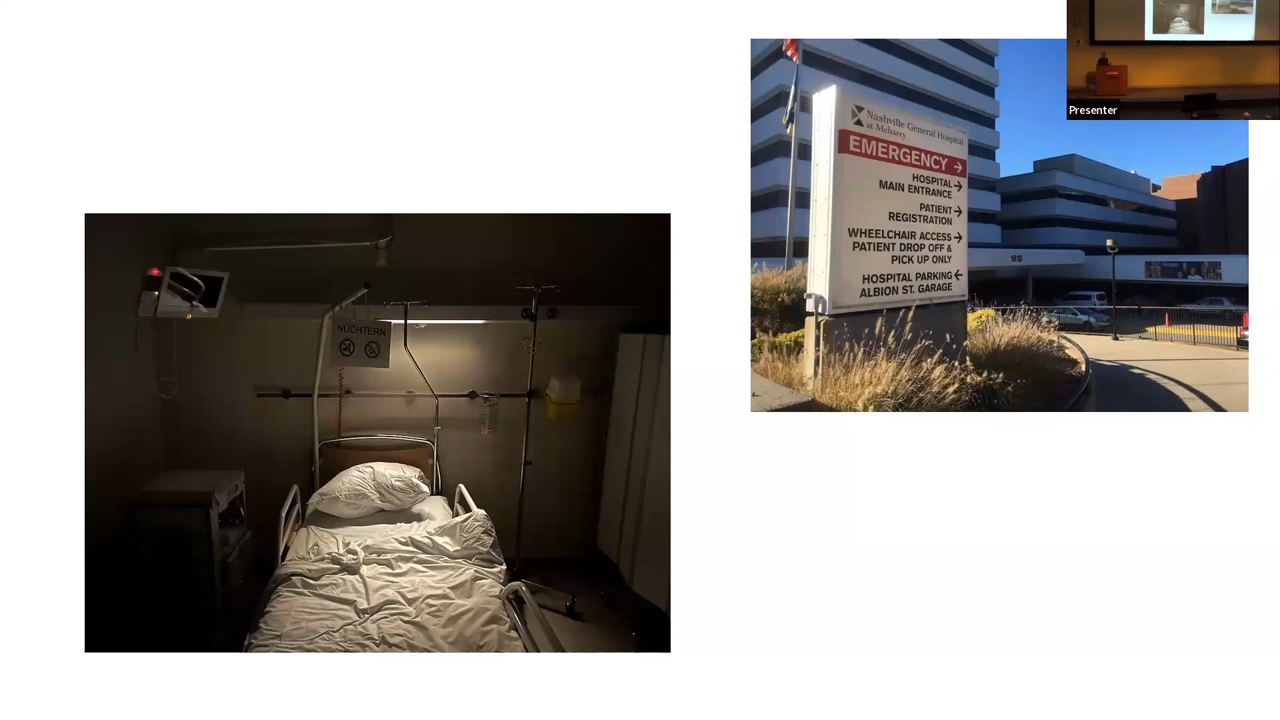 NÜCHTERN
Nashville General Hospital
at Meharry
EMERGENCY
HOSPITAL
MAIN ENTRANCE
PATIENT
REGISTRATION
WHEELCHAIR ACCESS
PATIENT DROP OFF &
PICK UP ONLY
HOSPITAL PARKING
ALBION ST. GARAGE
1818
Presenter